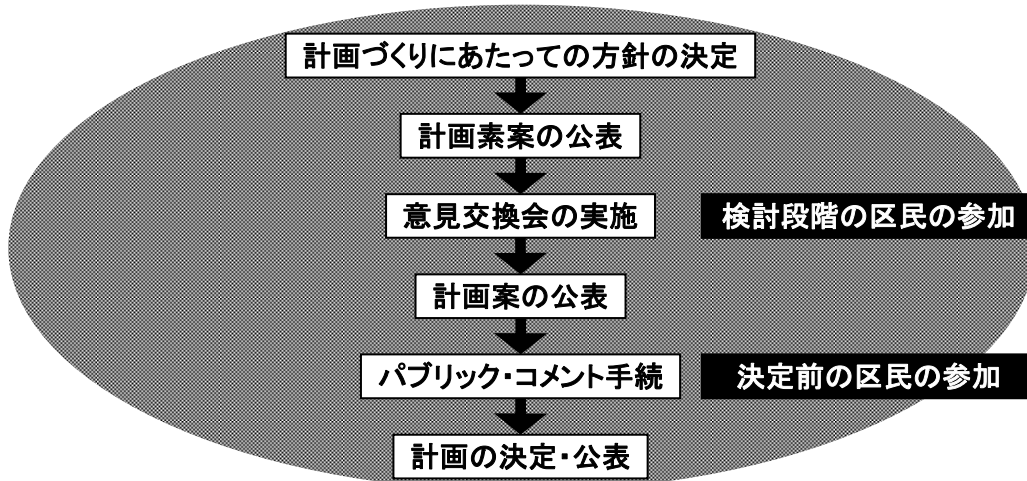 計画づくりにあたっての方針の決定
計画素案の公表
意見交換会の実施
検討段階の区民の参加
計画案の公表
パブリック・コメント手続
決定前の区民の参加
計画の決定・公表